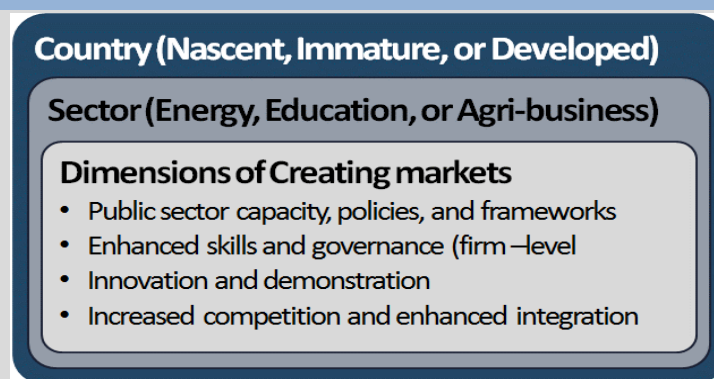 Country (Nascent, Immature, or Developed)
Sector (Energy, Education, or Agri-business)
Dimensions of Creating markets
• Public sector capacity, policies, and frameworks
• Enhanced skills and governance (firm –level
• Innovation and demonstration
• Increased competition and enhanced integration